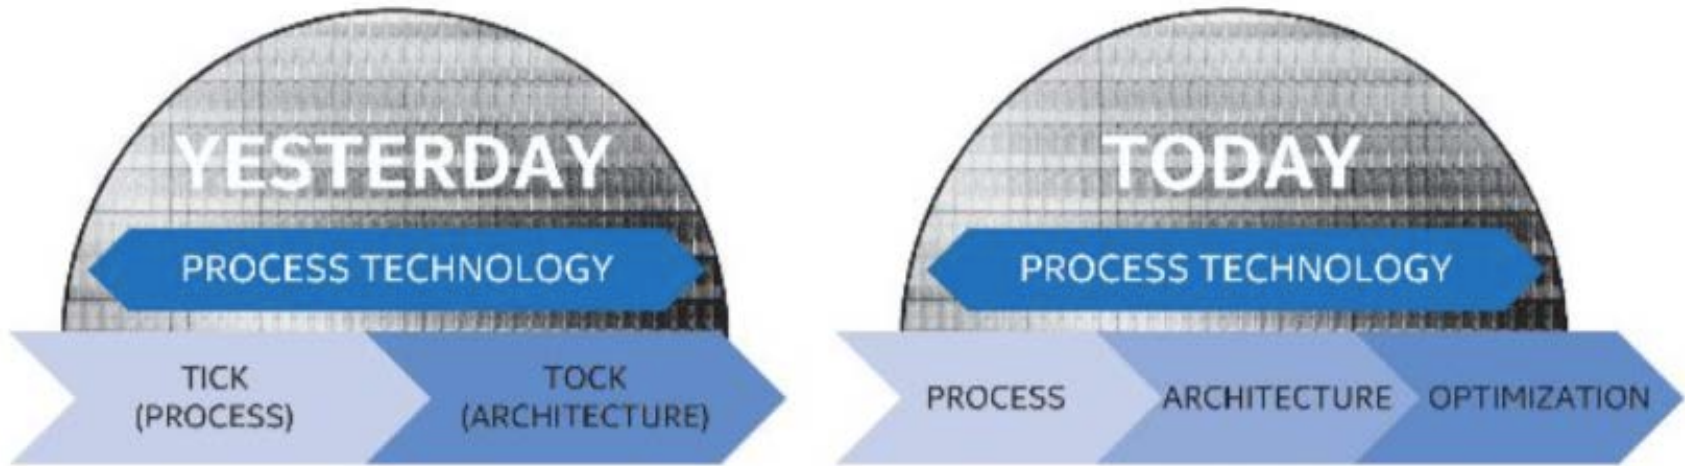 YESTERDAY
PROCESS TECHNOLOGY
TICK
(PROCESS)
TOCK
(ARCHITECTURE)
TODAY
PROCESS TECHNOLOGY
PROCESS
ARCHITECTURE
OPTIMIZATION